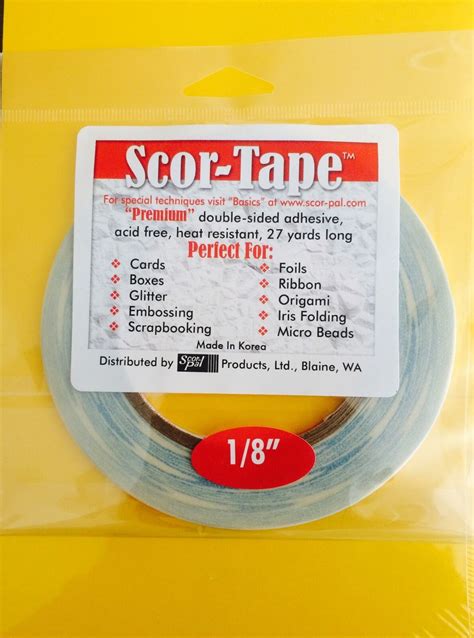 Scor-Tape™
For special techniques visit "Basics" at www.scor-pal.com
"Premium" double-sided adhesive,
acid free, heat resistant, 27 yards long
Perfect For:
❖ Cards
❖ Boxes
❖ Glitter
❖ Embossing
❖ Scrapbooking
❖ Foils
❖ Ribbon
❖ Origami
❖ Iris Folding
❖ Micro Beads
Made In Korea
Distributed by Scor-Pal Products, Ltd., Blaine, WA
1/8"